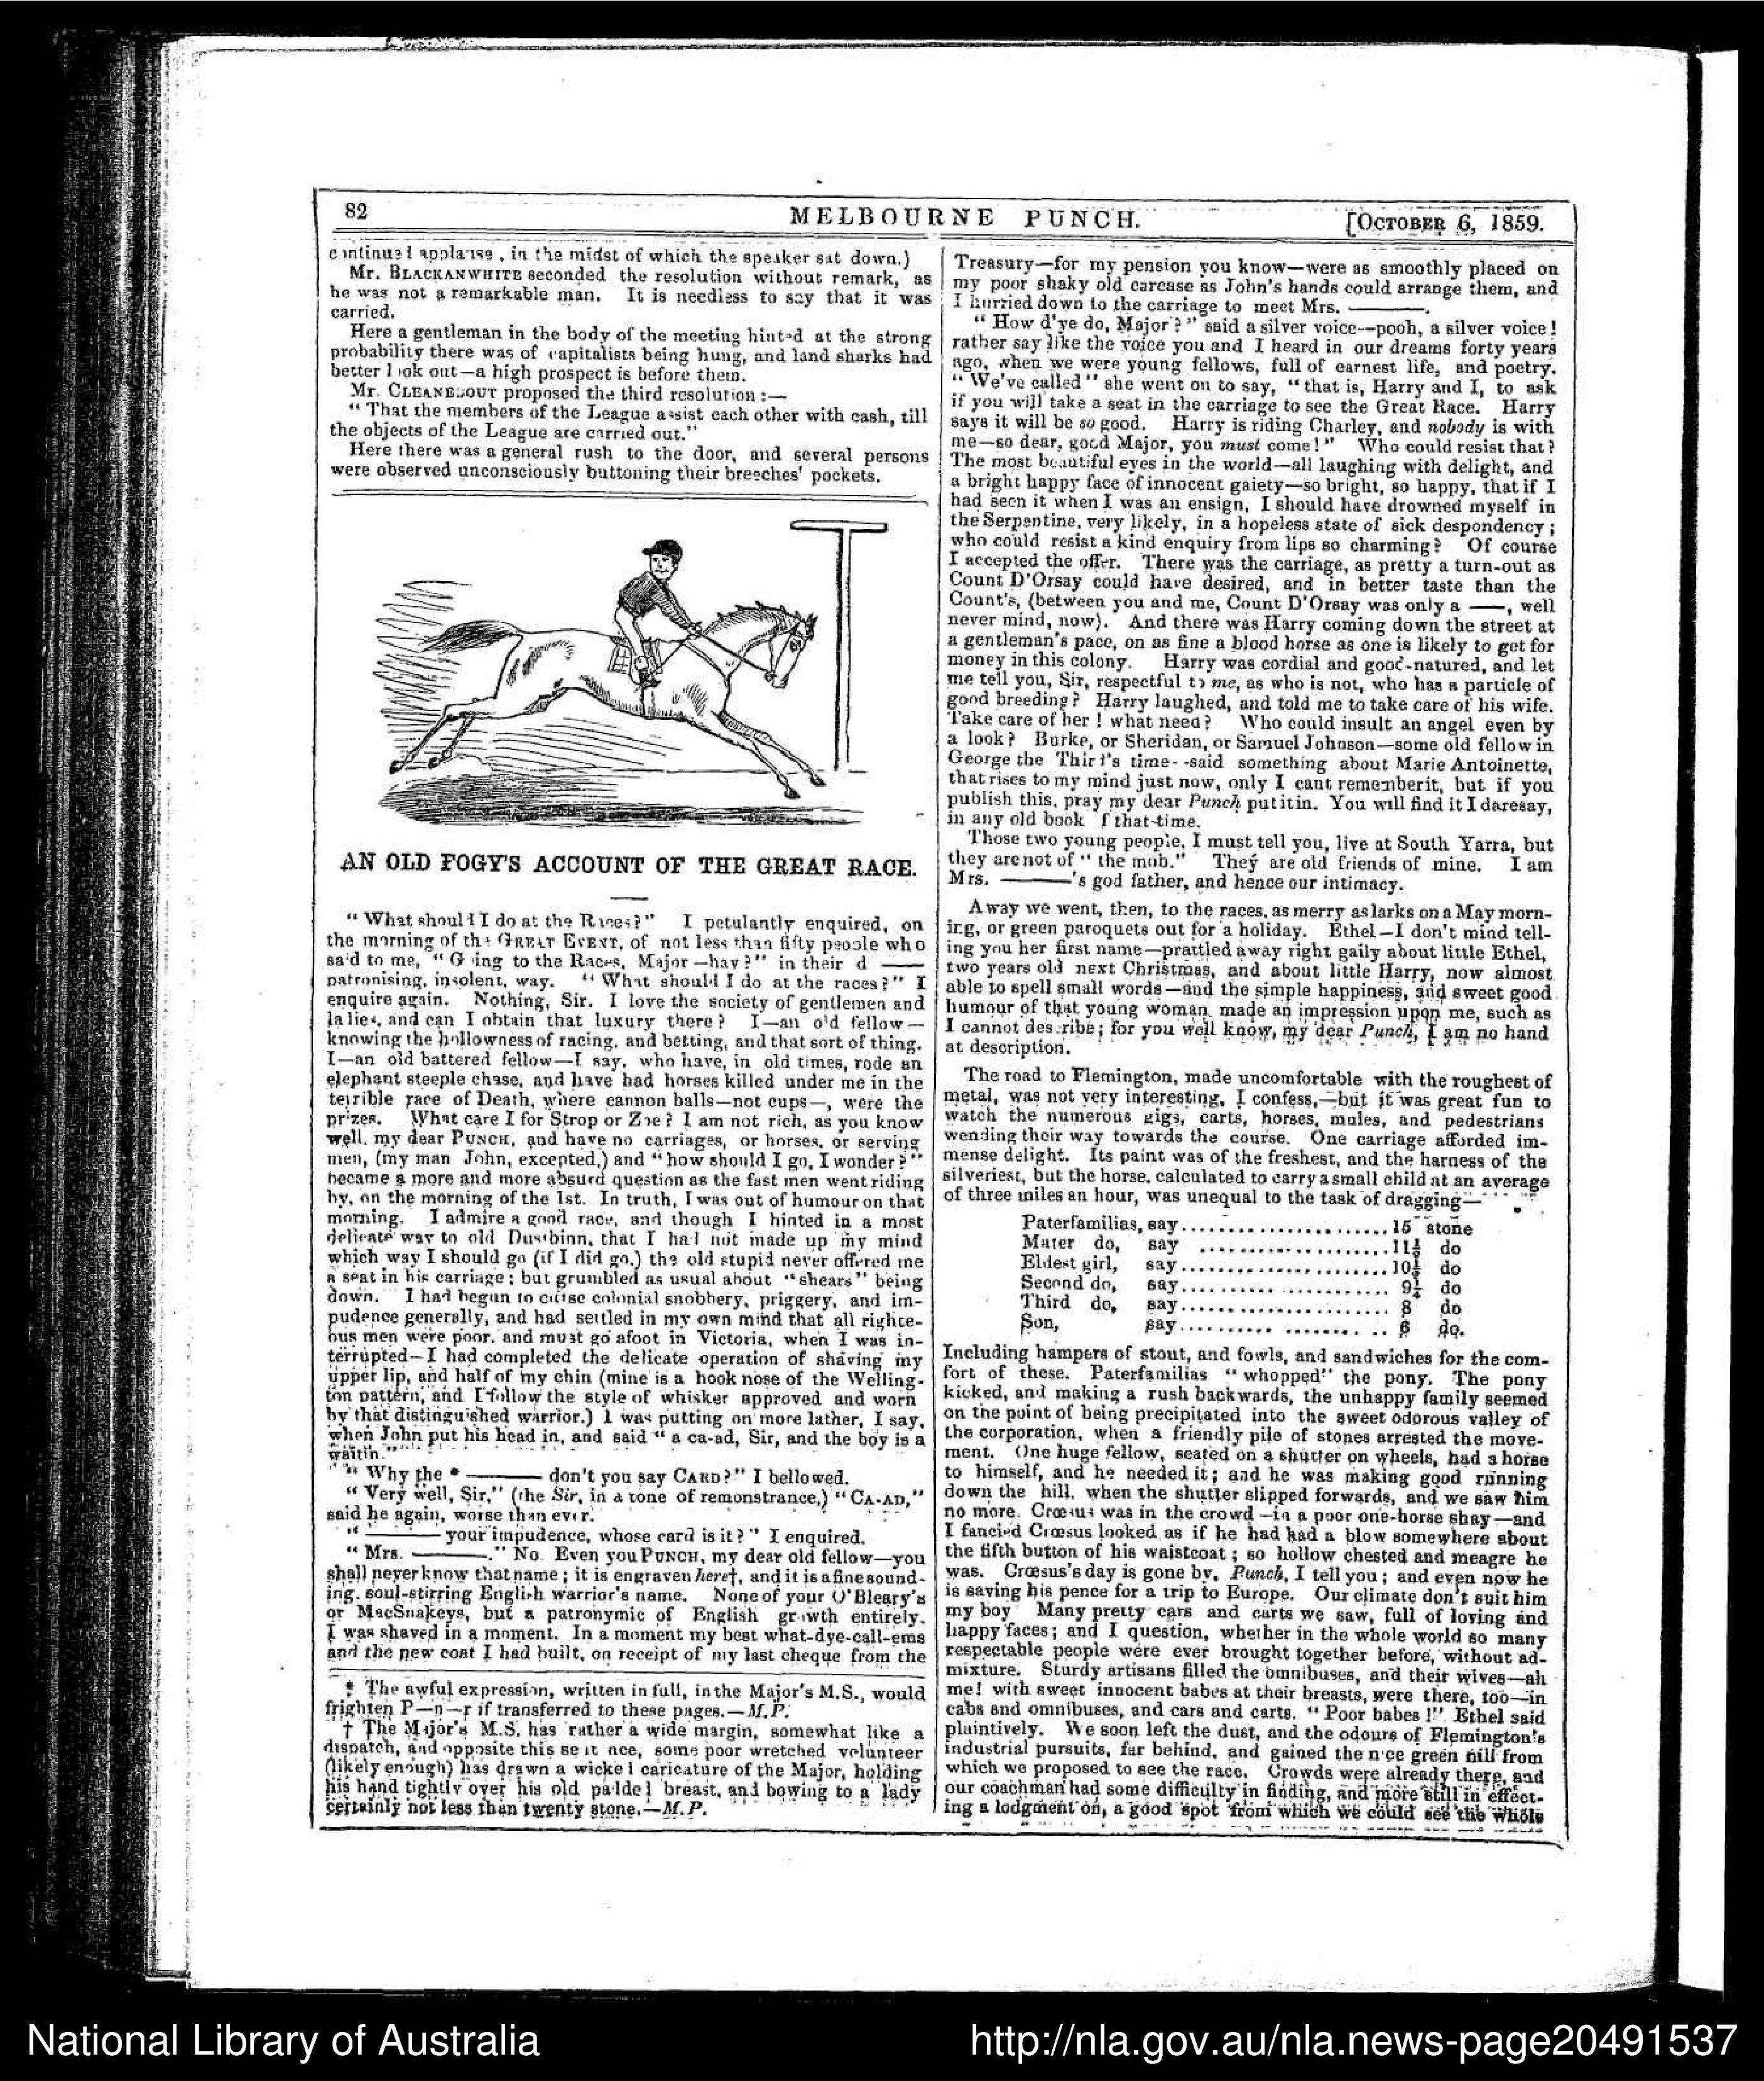 82
MELBOURNE PUNCH.
[OCTOBER 6, 1859.
continued applause, in the midst of which the speaker sat down.)
Mr. BLACKANWHITE seconded the resolution without remark, as
he was not a remarkable man. It is needless to say that it was
carried.
Here a gentleman in the body of the meeting hinted at the strong
probability there was of capitalists being hung, and land sharks had
better look out—a high prospect is before them.
Mr. CLEANEDOUT proposed the third resolution :—
“ That the members of the League assist each other with cash, till
the objects of the League are carried out.”
Here there was a general rush to the door, and several persons
were observed unconsciously buttoning their breeches' pockets.
AN OLD FOGY'S ACCOUNT OF THE GREAT RACE.
“ What should I do at the Races?” I petulantly enquired, on
the morning of the GREAT EVENT, of not less than fifty people who
said to me, “ Going to the Races, Major—hay?” in their d ——
patronising, insolent, way. “ What should I do at the races?” I
enquire again. Nothing, Sir. I love the society of gentlemen and
ladies, and can I obtain that luxury there? I—an old fellow—
knowing the hollowness of racing, and betting, and that sort of thing.
I—an old battered fellow—I say, who have, in old times, rode an
elephant steeple chase, and have had horses killed under me in the
terrible race of Death, where cannon balls—not cups—, were the
prizes. What care I for Strop or Zoe? I am not rich, as you know
well, my dear PUNCH, and have no carriages, or horses, or serving
men, (my man John, excepted,) and “ how should I go, I wonder?”
became a more and more absurd question as the fast men went riding
by, on the morning of the 1st. In truth, I was out of humour on that
morning. I admire a good race, and though I hinted in a most
delicate way to old Dustbinn, that I had not made up my mind
which way I should go (if I did go,) the old stupid never offered me
a seat in his carriage; but grumbled as usual about “shears” being
down. I had begun to curse colonial snobbery, priggery, and im-
pudence generally, and had settled in my own mind that all righte-
ous men were poor, and must go afoot in Victoria, when I was in-
terrupted—I had completed the delicate operation of shaving my
upper lip, and half of my chin (mine is a hook nose of the Welling-
ton pattern, and I follow the style of whisker approved and worn
by that distinguished warrior.) I was putting on more lather, I say,
when John put his head in, and said “ a ca-ad, Sir, and the boy is a
waitin.”
“ Why the * ——— don't you say CARD?” I bellowed.
“ Very well, Sir,” (the Sir, in a tone of remonstrance,) “ CA-AD,”
said he again, worse than ever.
“ ——— your impudence, whose card is it?” I enquired.
“ Mrs. ———.” No. Even you PUNCH, my dear old fellow—you
shall never know that name; it is engraven here†, and it is a fine sound-
ing, soul-stirring English warrior's name. None of your O'Bleary's
or MacSnakeys, but a patronymic of English growth entirely.
I was shaved in a moment. In a moment my best what-dye-call-ems
and the new coat I had built, on receipt of my last cheque from the
* The awful expression, written in full, in the Major's M.S., would
frighten P—n—r if transferred to these pages.—M.P.
† The Major's M.S. has rather a wide margin, somewhat like a
dispatch, and opposite this sentence, some poor wretched volunteer
(likely enough) has drawn a wicked caricature of the Major, holding
his hand tightly over his old padded breast, and bowing to a lady
certainly not less than twenty stone.—M.P.
Treasury—for my pension you know—were as smoothly placed on
my poor shaky old carcase as John's hands could arrange them, and
I hurried down to the carriage to meet Mrs. ———.
“ How d'ye do, Major?” said a silver voice—pooh, a silver voice!
rather say like the voice you and I heard in our dreams forty years
ago, when we were young fellows, full of earnest life, and poetry.
“ We've called” she went on to say, “ that is, Harry and I, to ask
if you will take a seat in the carriage to see the Great Race. Harry
says it will be so good. Harry is riding Charley, and nobody is with
me—so dear, good Major, you must come!” Who could resist that?
The most beautiful eyes in the world—all laughing with delight, and
a bright happy face of innocent gaiety—so bright, so happy, that if I
had seen it when I was an ensign, I should have drowned myself in
the Serpentine, very likely, in a hopeless state of sick despondency;
who could resist a kind enquiry from lips so charming? Of course
I accepted the offer. There was the carriage, as pretty a turn-out as
Count D'Orsay could have desired, and in better taste than the
Count's, (between you and me, Count D'Orsay was only a ——, well
never mind, now). And there was Harry coming down the street at
a gentleman's pace, on as fine a blood horse as one is likely to get for
money in this colony. Harry was cordial and good-natured, and let
me tell you, Sir, respectful to me, as who is not, who has a particle of
good breeding? Harry laughed, and told me to take care of his wife.
Take care of her! what need? Who could insult an angel even by
a look? Burke, or Sheridan, or Samuel Johnson—some old fellow in
George the Third's time--said something about Marie Antoinette,
that rises to my mind just now, only I cant remember it, but if you
publish this, pray my dear Punch put it in. You will find it I daresay,
in any old book of that time.
Those two young people, I must tell you, live at South Yarra, but
they are not of “ the mob.” They are old friends of mine. I am
Mrs. ———'s god father, and hence our intimacy.
Away we went, then, to the races, as merry as larks on a May morn-
ing, or green paroquets out for a holiday. Ethel—I don't mind tell-
ing you her first name—prattled away right gaily about little Ethel,
two years old next Christmas, and about little Harry, now almost
able to spell small words—and the simple happiness, and sweet good
humour of that young woman, made an impression upon me, such as
I cannot describe; for you well know, my dear Punch, I am no hand
at description.
The road to Flemington, made uncomfortable with the roughest of
metal, was not very interesting, I confess,—but it was great fun to
watch the numerous gigs, carts, horses, mules, and pedestrians
wending their way towards the course. One carriage afforded im-
mense delight. Its paint was of the freshest, and the harness of the
silveriest, but the horse, calculated to carry a small child at an average
of three miles an hour, was unequal to the task of dragging—
Paterfamilias, say........................15 stone
Mater do, say .....................11½ do
Eldest girl, say........................10½ do
Second do, say........................ 9½ do
Third do, say........................ 8 do
Son, say........................ 6 do.
Including hampers of stout, and fowls, and sandwiches for the com-
fort of these. Paterfamilias “ whopped” the pony. The pony
kicked, and making a rush backwards, the unhappy family seemed
on the point of being precipitated into the sweet odorous valley of
the corporation, when a friendly pile of stones arrested the move-
ment. One huge fellow, seated on a shutter on wheels, had a horse
to himself, and he needed it; and he was making good running
down the hill, when the shutter slipped forwards, and we saw him
no more. Crœsus was in the crowd—in a poor one-horse shay—and
I fancied Crœsus looked as if he had had a blow somewhere about
the fifth button of his waistcoat; so hollow chested and meagre he
was. Crœsus's day is gone by, Punch, I tell you; and even now he
is saving his pence for a trip to Europe. Our climate don't suit him
my boy Many pretty cars and carts we saw, full of loving and
happy faces; and I question, whether in the whole world so many
respectable people were ever brought together before, without ad-
mixture. Sturdy artisans filled the omnibuses, and their wives—ah
me! with sweet innocent babes at their breasts, were there, too—in
cabs and omnibuses, and cars and carts. “ Poor babes!” Ethel said
plaintively. We soon left the dust, and the odours of Flemington's
industrial pursuits, far behind, and gained the nice green hill from
which we proposed to see the race. Crowds were already there, and
our coachman had some difficulty in finding, and more still in effect-
ing a lodgment on, a good spot from which we could see the whole
National Library of Australia
http://nla.gov.au/nla.news-page20491537